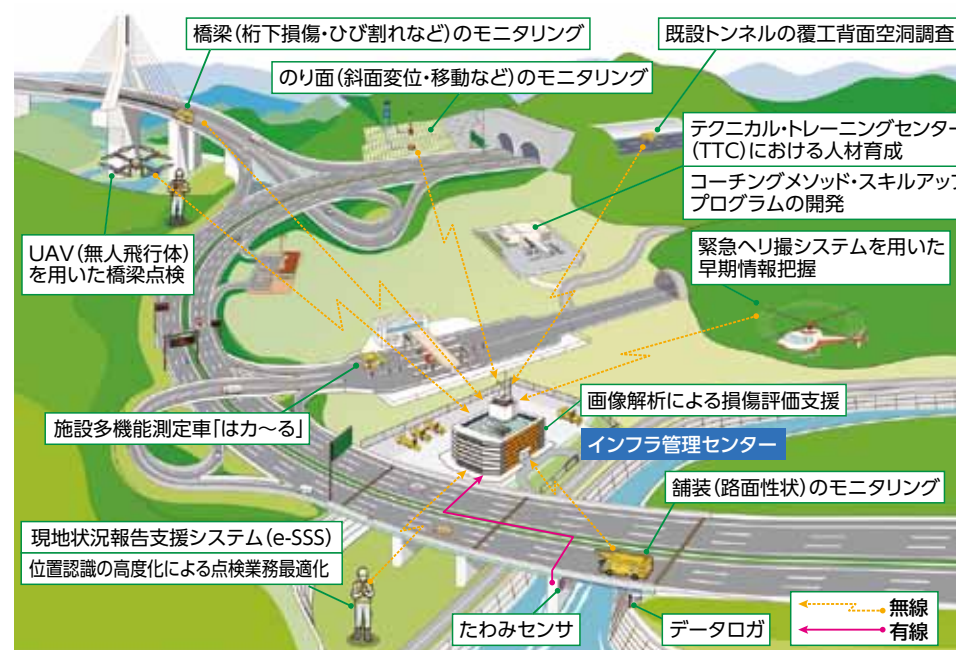 橋梁(桁下損傷・ひび割れなど)のモニタリング
既設トンネルの覆工背面空洞調査
のり面(斜面変位・移動など)のモニタリング
テクニカル・トレーニングセンター
(TTC)における人材育成
コーチングメソッド・スキルアップ
プログラムの開発
UAV(無人飛行体)
を用いた橋梁点検
緊急ヘリ撮システムを用いた
早期情報把握
施設多機能測定車「はカ〜る」
画像解析による損傷評価支援
インフラ管理センター
舗装(路面性状)のモニタリング
現地状況報告支援システム(e-SSS)
位置認識の高度化による点検業務最適化
たわみセンサ
データロガ
無線
有線